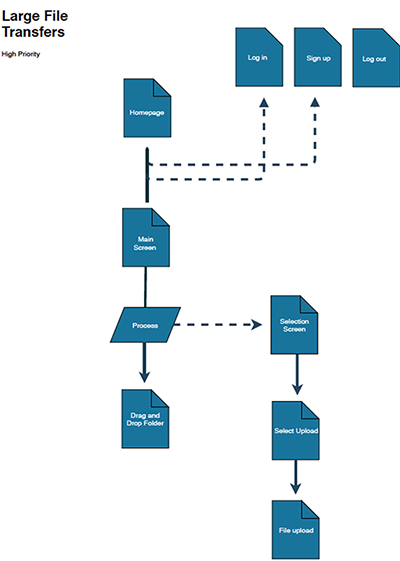 Large File
Transfers
High Priority
Log in
Sign up
Log out
Homepage
Main
Screen
Process
Selection
Screen
Drag and
Drop Folder
Select Upload
File upload